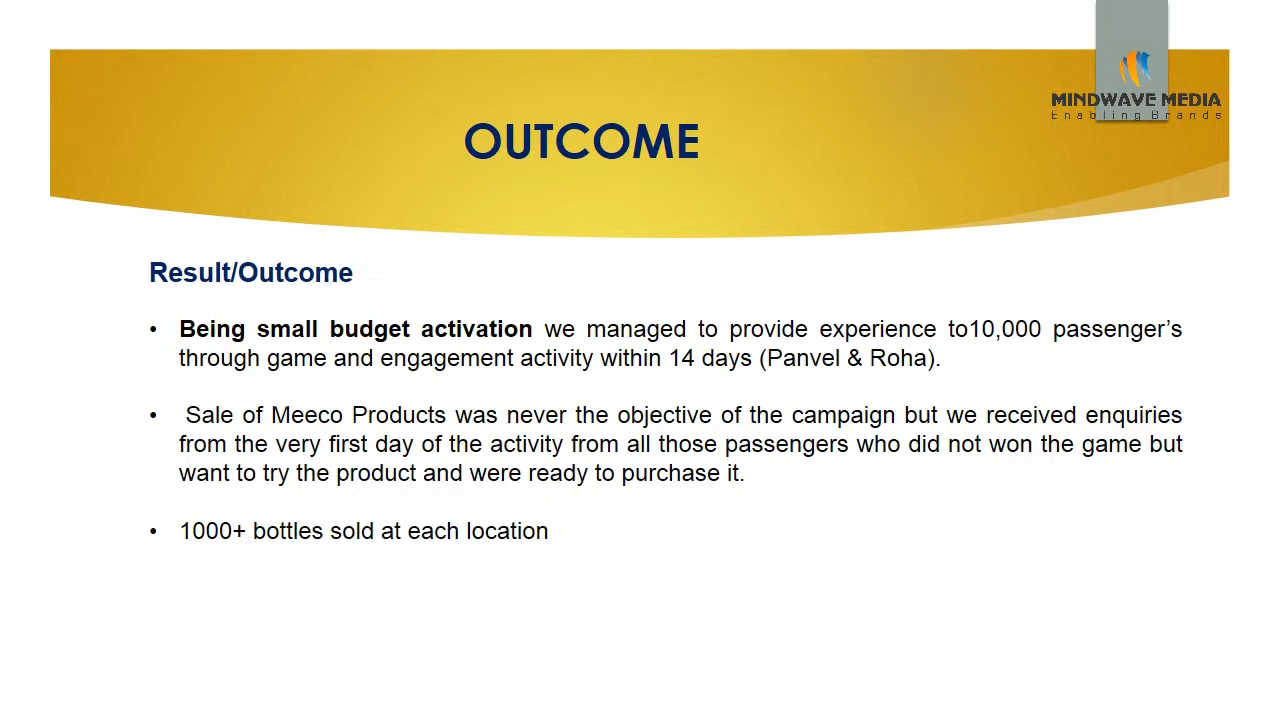 MINDWAVE MEDIA
Enabling Brands
OUTCOME
Result/Outcome
• Being small budget activation we managed to provide experience to10,000 passenger’s
through game and engagement activity within 14 days (Panvel & Roha).
• Sale of Meeco Products was never the objective of the campaign but we received enquiries
from the very first day of the activity from all those passengers who did not won the game but
want to try the product and were ready to purchase it.
• 1000+ bottles sold at each location